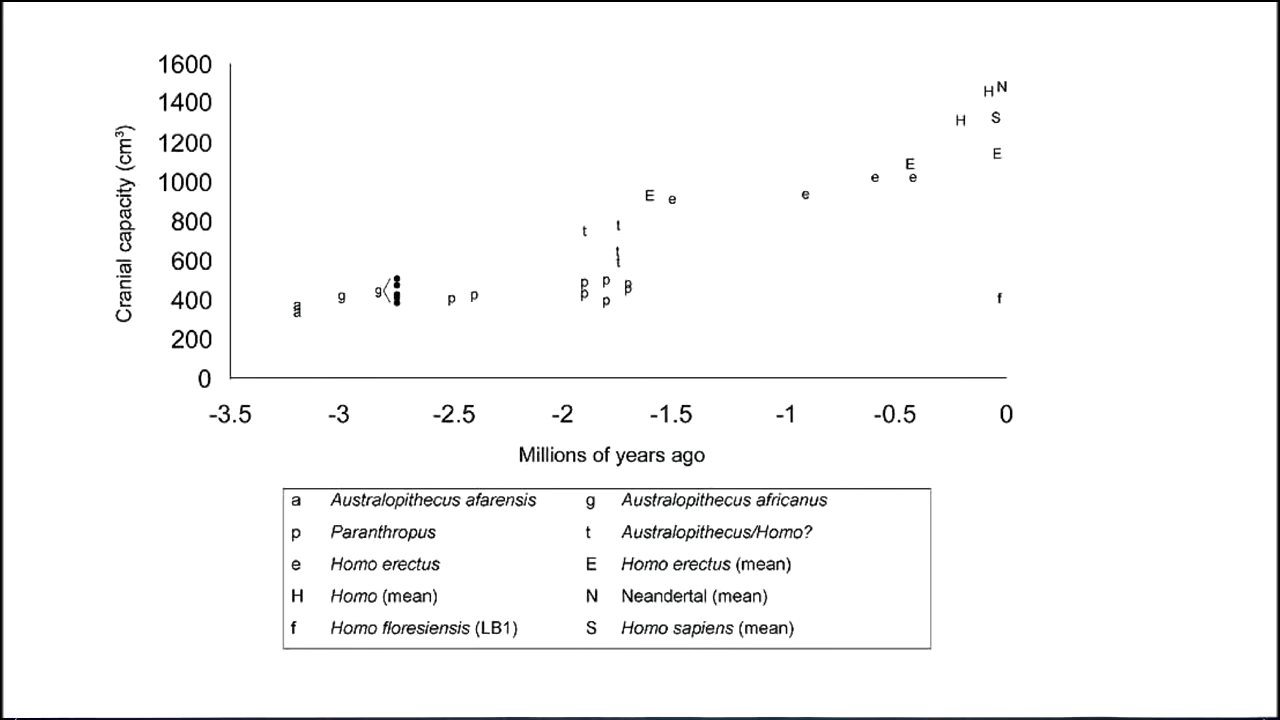 1600
1400
1200
1000
800
600
400
200
0
Cranial capacity (cm³)
H N
H S
E
E
e e
E e e
t t
t
t
p p p
p p
p
g g p p
a
a
f
-3.5 -3 -2.5 -2 -1.5 -1 -0.5 0
Millions of years ago
a Australopithecus afarensis g Australopithecus africanus
p Paranthropus t Australopithecus/Homo?
e Homo erectus E Homo erectus (mean)
H Homo (mean) N Neandertal (mean)
f Homo floresiensis (LB1) S Homo sapiens (mean)